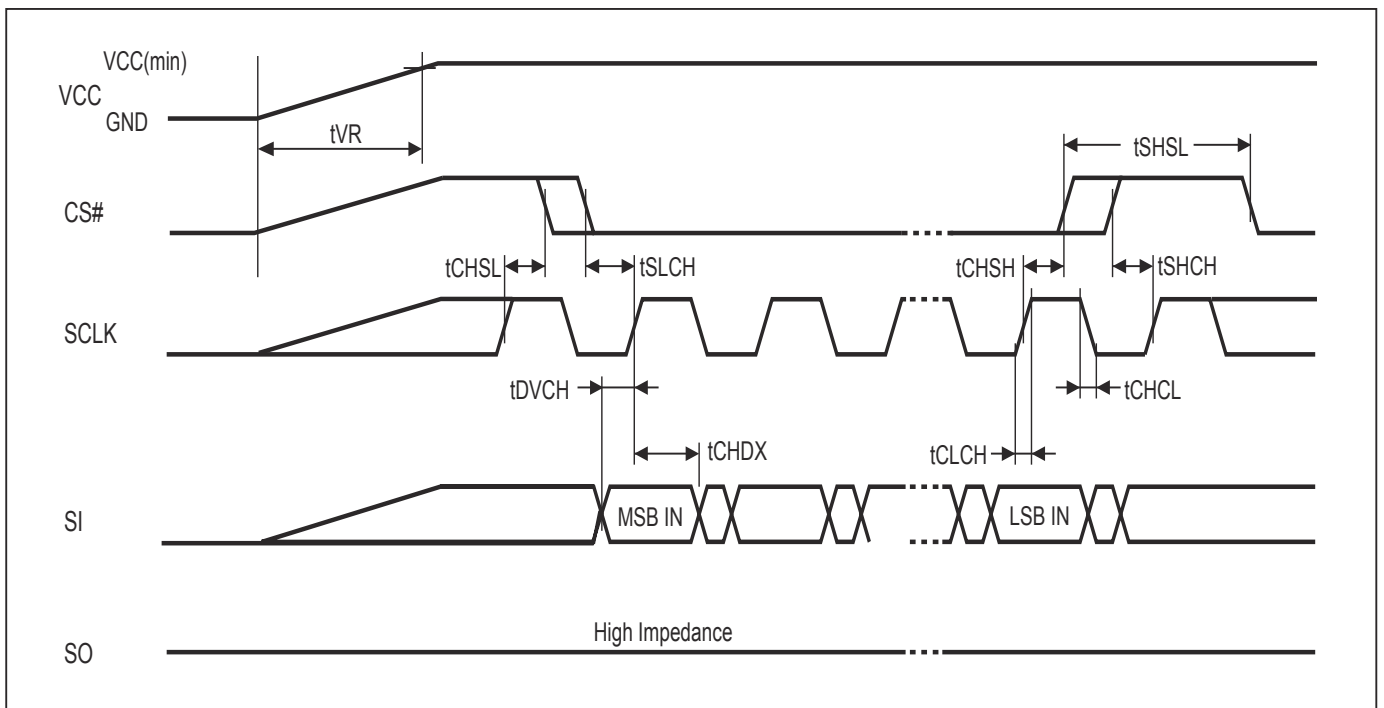 VCC(min)
VCC
GND
tVR
tSHSL
CS#
tCHSL
tSLCH
tCHSH
tSHCH
SCLK
tDVCH
tCHCL
tCHDX
tCLCH
SI
MSB IN
LSB IN
High Impedance
SO